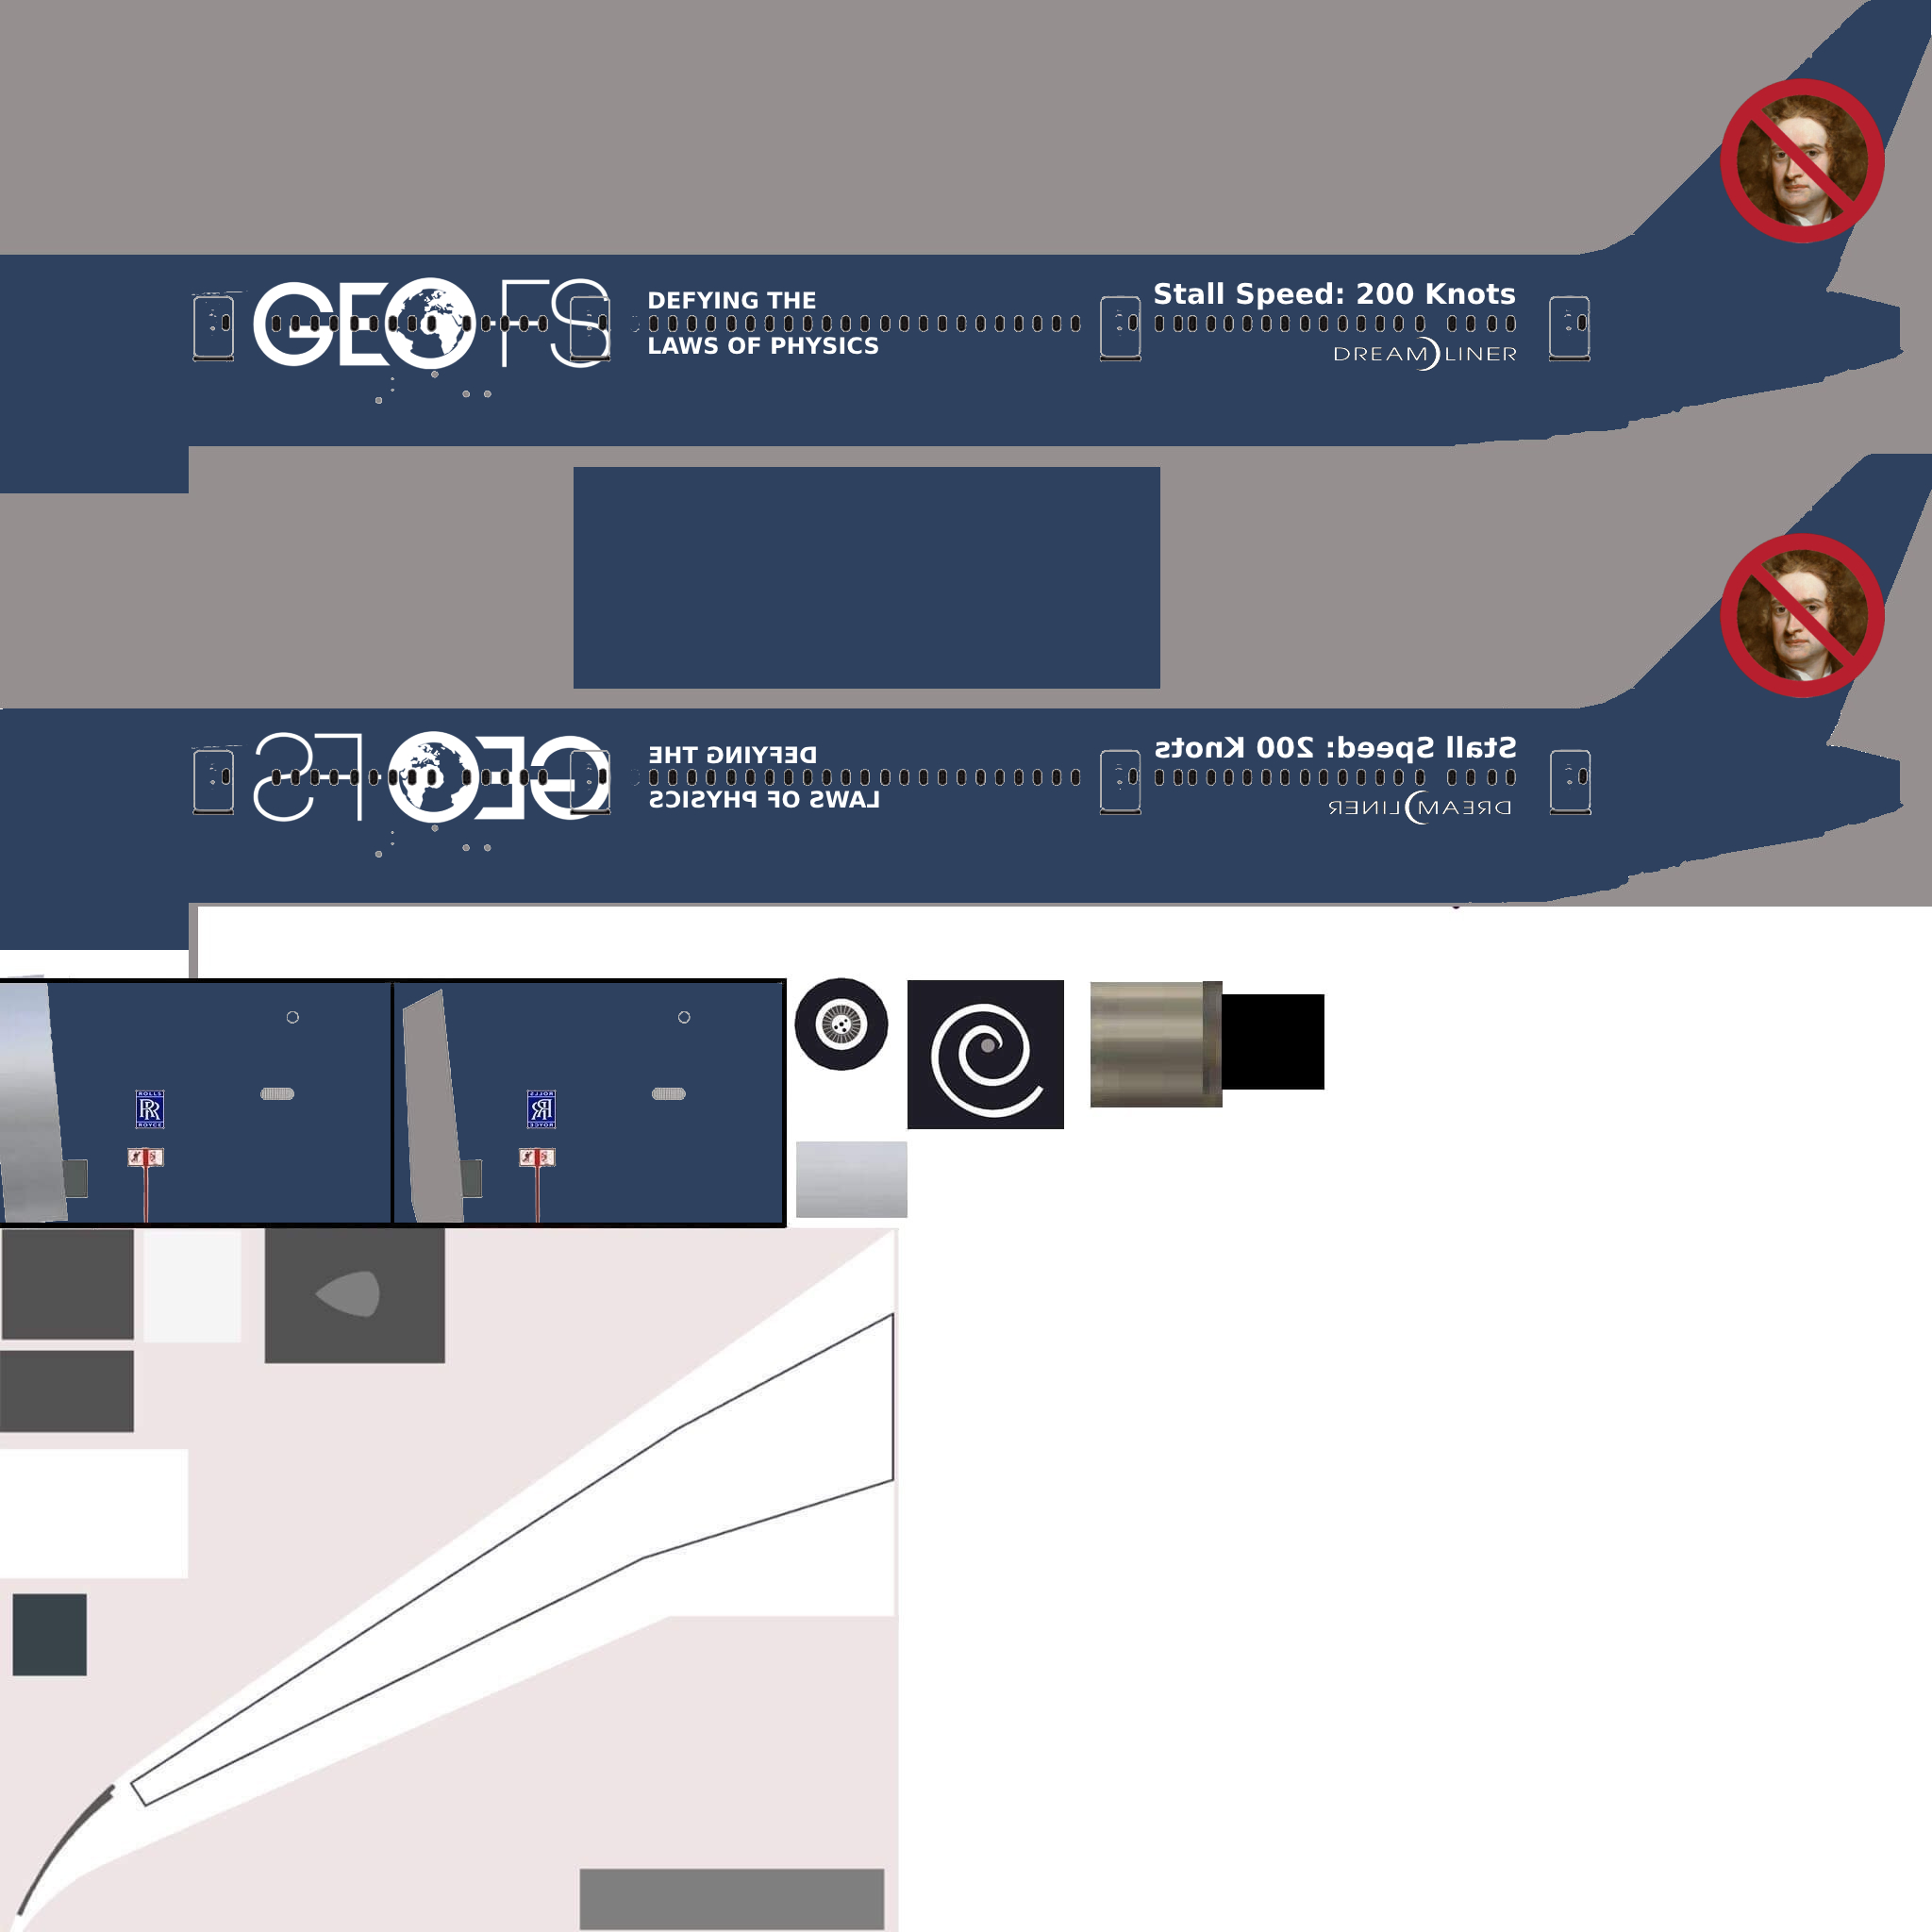 GEOFS
DEFYING THE
LAWS OF PHYSICS
Stall Speed: 200 Knots
DREAMLINER
GEOFS
DEFYING THE
LAWS OF PHYSICS
Stall Speed: 200 Knots
DREAMLINER
ROLLS
RR
ROYCE
ROLLS
RR
ROYCE